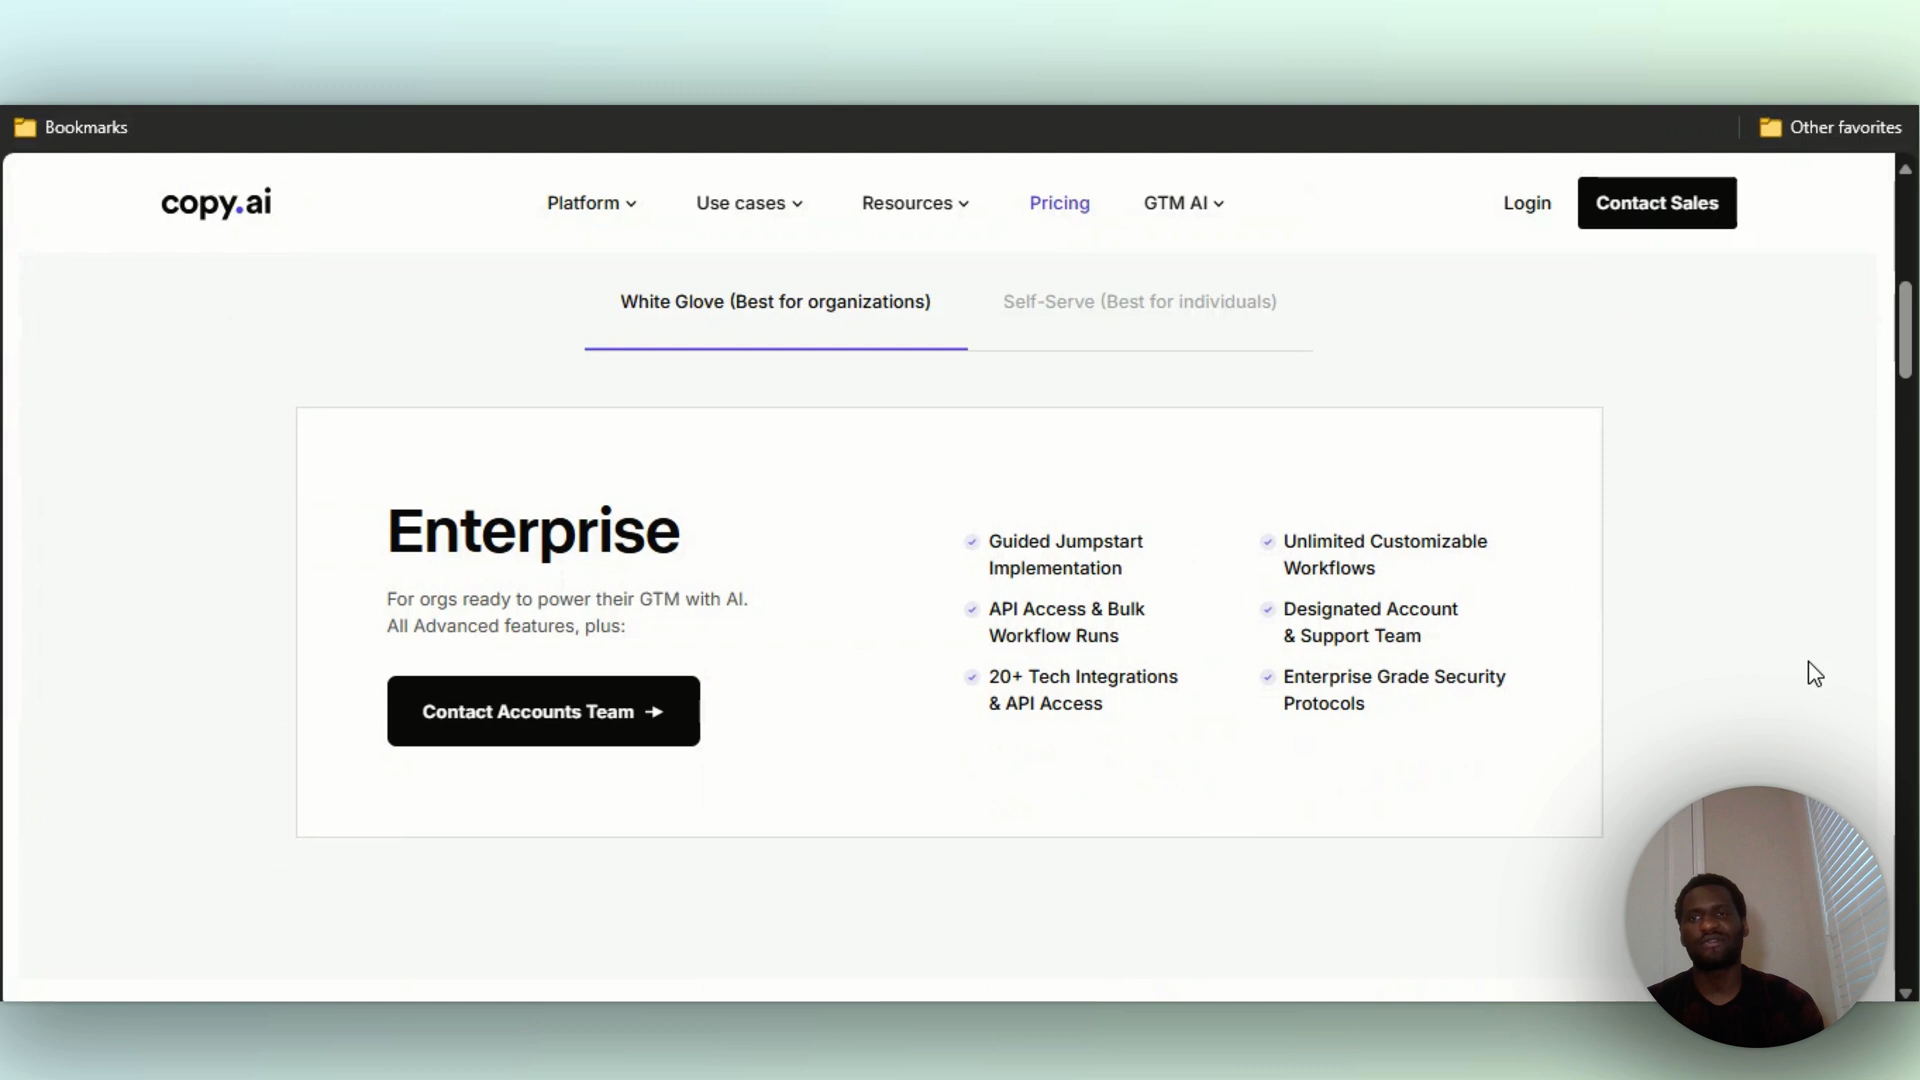 Bookmarks
Other favorites
copy.ai
Platform
Use cases
Resources
Pricing
GTM AI
Login
Contact Sales
White Glove (Best for organizations)
Self-Serve (Best for individuals)
Enterprise
For orgs ready to power their GTM with AI.
All Advanced features, plus:
Contact Accounts Team
Guided Jumpstart
Implementation
API Access & Bulk
Workflow Runs
20+ Tech Integrations
& API Access
Unlimited Customizable
Workflows
Designated Account
& Support Team
Enterprise Grade Security
Protocols